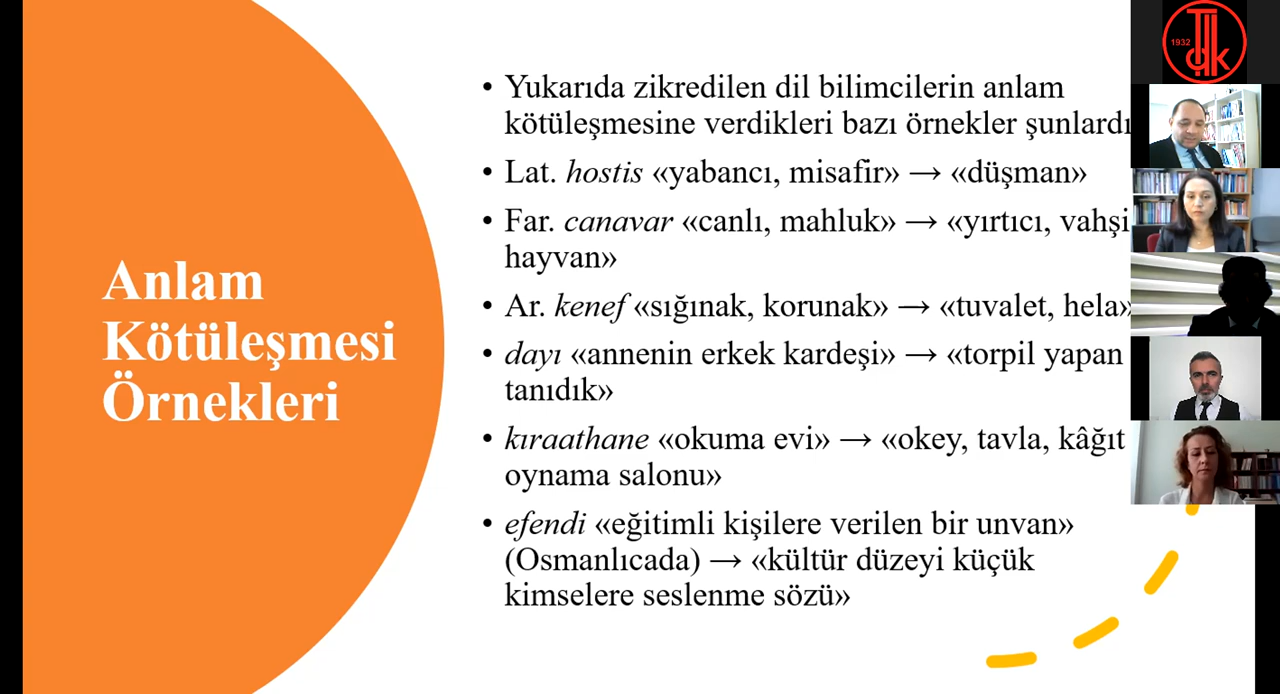 Anlam
Kötüleşmesi
Örnekleri
• Yukarıda zikredilen dil bilimcilerin anlam
kötüleşmesine verdikleri bazı örnekler şunlardı
• Lat. hostis «yabancı, misafir» → «düşman»
• Far. canavar «canlı, mahluk» → «yırtıcı, vahşi
hayvan»
• Ar. kenef «sığınak, korunak» → «tuvalet, hela»
• dayı «annenin erkek kardeşi» → «torpil yapan
tanıdık»
• kıraathane «okuma evi» → «okey, tavla, kâğıt
oynama salonu»
• efendi «eğitimli kişilere verilen bir unvan»
(Osmanlıcada) → «kültür düzeyi küçük
kimselere seslenme sözü»
1932
TDK